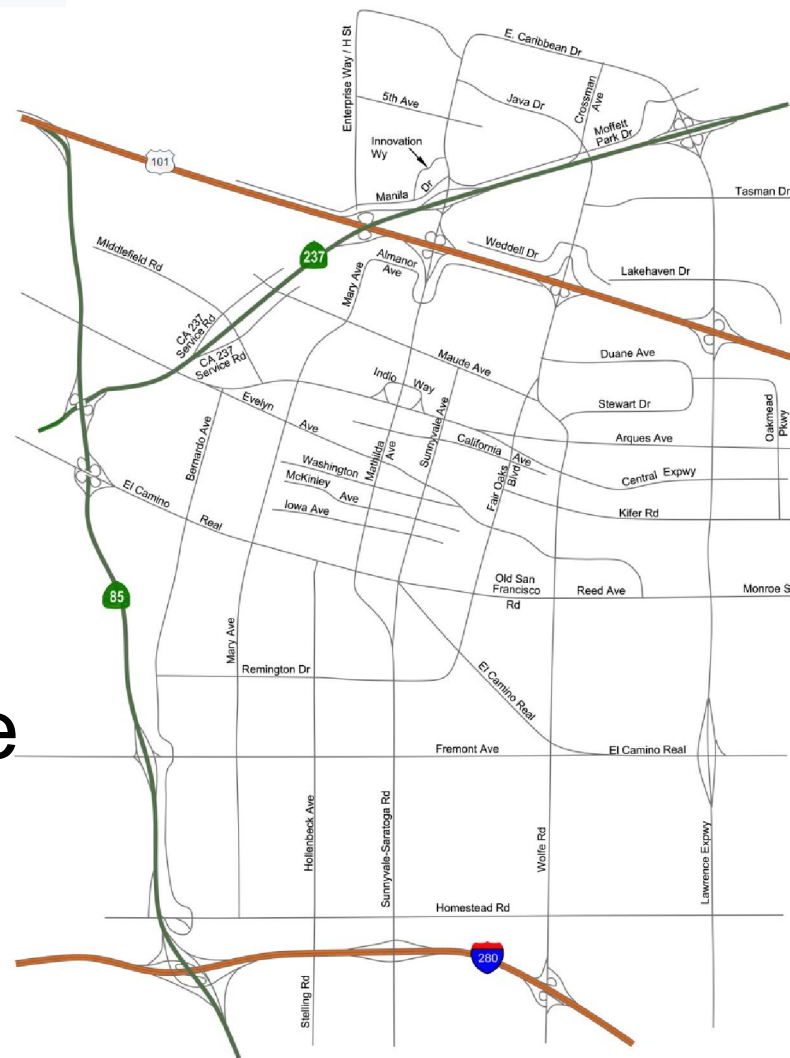 E. Caribbean Dr
Enterprise Way / H St
5th Ave
Java Dr
Crossman
Ave
Moffett
Park Dr
Innovation
Wy
101
Manila
Dr
Tasman Dr
Weddell Dr
Middlefield Rd
237
Almanor
Ave
Mary Ave
Lakehaven Dr
CA 237
Service Rd
CA 237
Service Rd
Maude Ave
Duane Ave
Indio Way
Evelyn
Ave
Stewart Dr
Bernardo Ave
Mathilda
Ave
Sunnyvale Ave
California Ave
Arques Ave
Oakmead
Pkwy
Washington
McKinley
Ave
Iowa Ave
Fair Oaks
Blvd
Central Expwy
El Camino
Real
Kifer Rd
85
Old San
Francisco
Rd
Reed Ave
Monroe S
Mary Ave
Remington Dr
El Camino Real
e
Fremont Ave
El Camino Real
Hollenbeck Ave
Sunnyvale-Saratoga Rd
Wolfe Rd
Lawrence Expwy
Homestead Rd
280
Stelling Rd